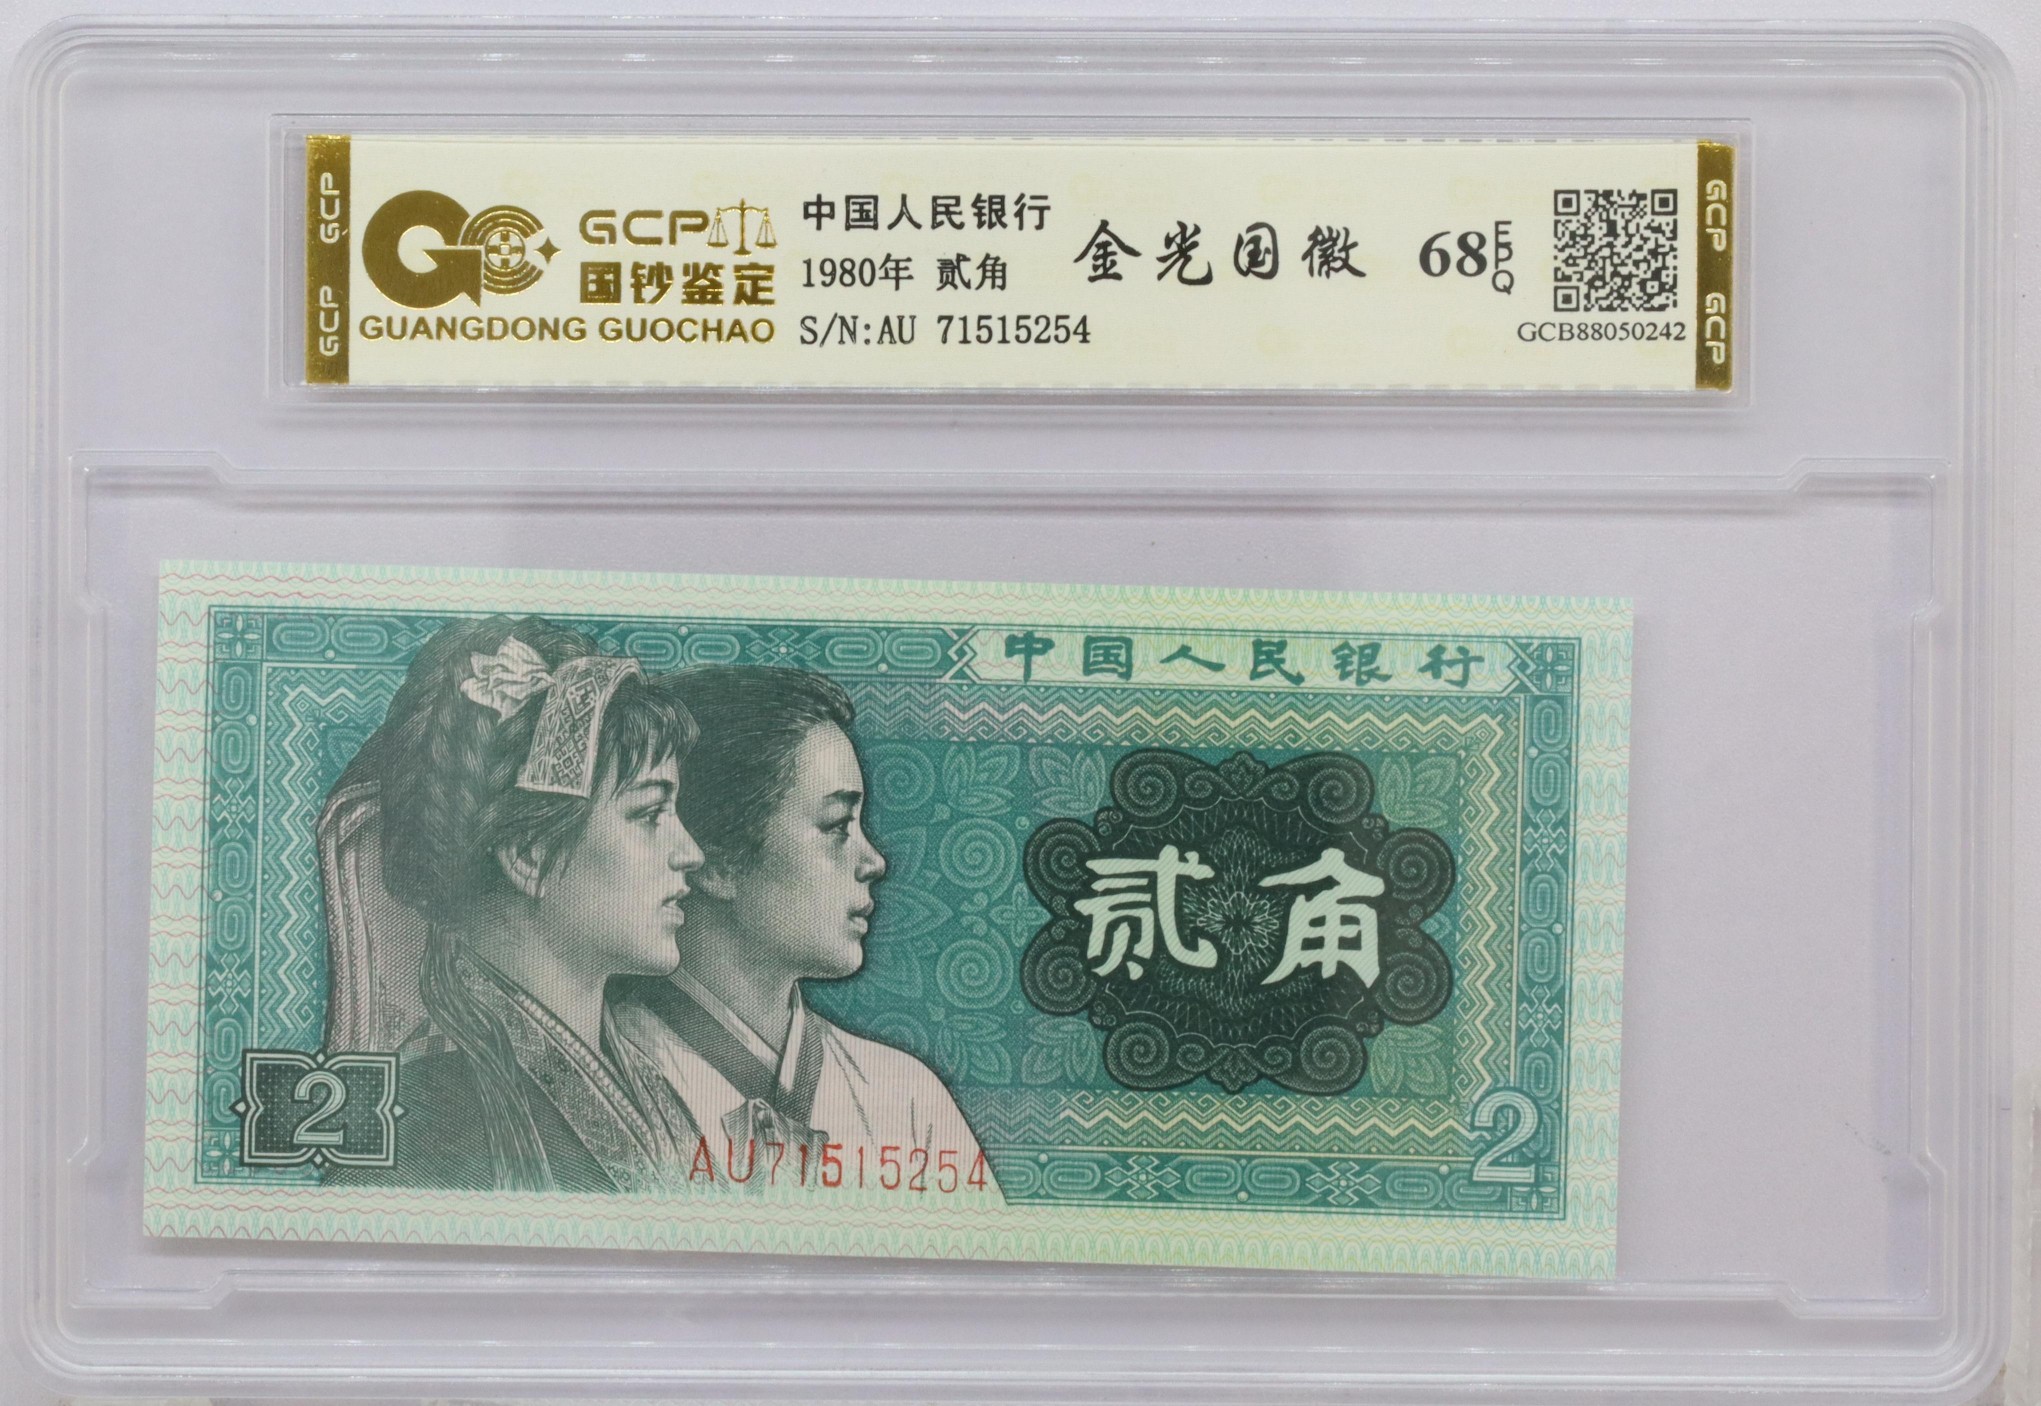 GCP
GCP
GCP
国钞鉴定
GUANGDONG GUOCHAO
中国人民银行
1980年 贰角
S/N:AU 71515254
金光国徽
68 EPQ
GCB88050242
GCP
GCP
中国人民银行
贰角
2
2
AU71515254